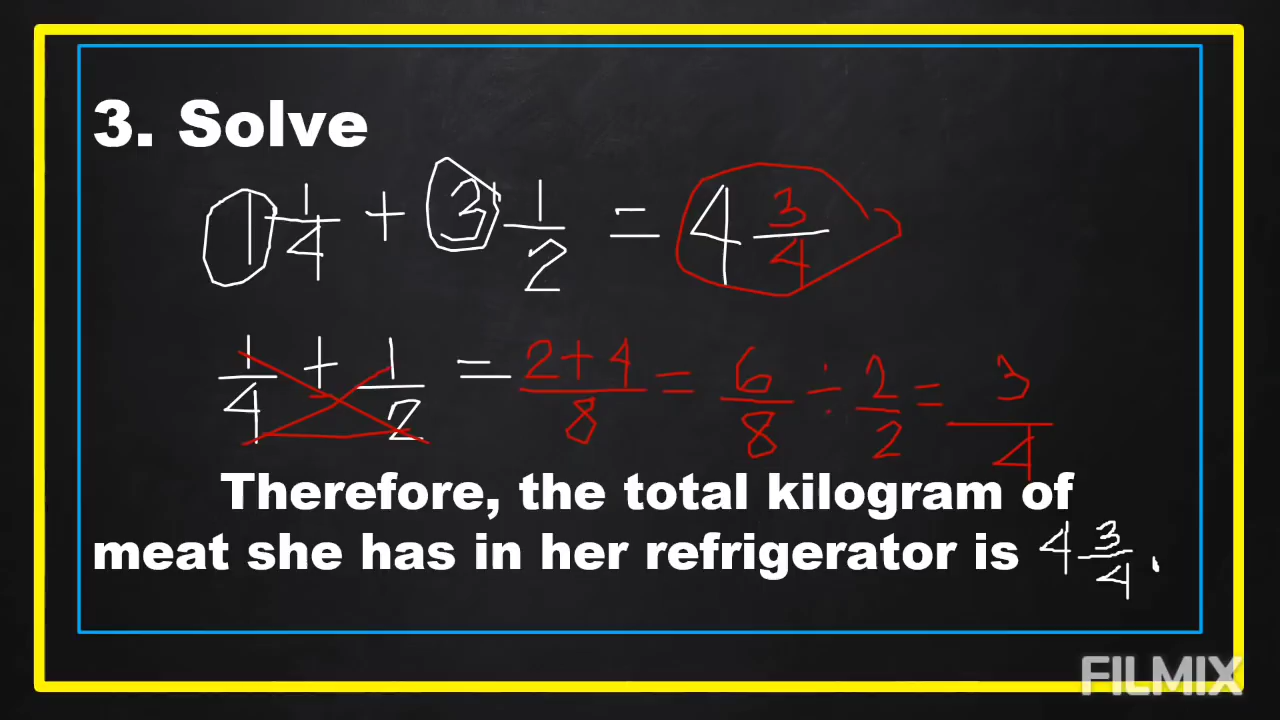 3. Solve
1 1/4 + 3 1/2 = 4 3/4
1/4 + 1/2 = 2+4/8 = 6/8 ÷ 2/2 = 3/4
Therefore, the total kilogram of
meat she has in her refrigerator is 4 3/4.
FILMIX